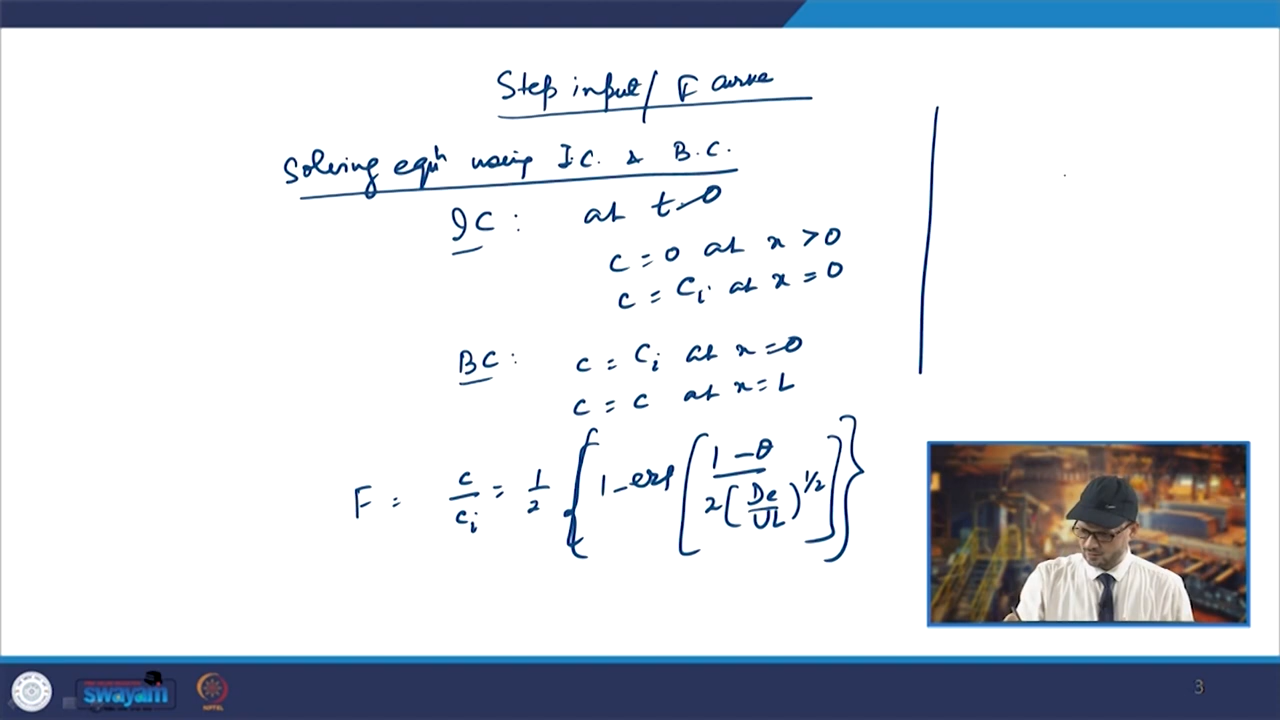 Step input/ F curve
Solving eqnⁿ using I.C. & B.C.
IC : at t=0
c = 0 at x > 0
c = Ci at x = 0
BC : c = Ci at x = 0
c = c at x = L
F = c/ci = 1/2 { 1 - erf [ (1 - θ) / 2 (De/UL)^1/2 ] }
swayam
3